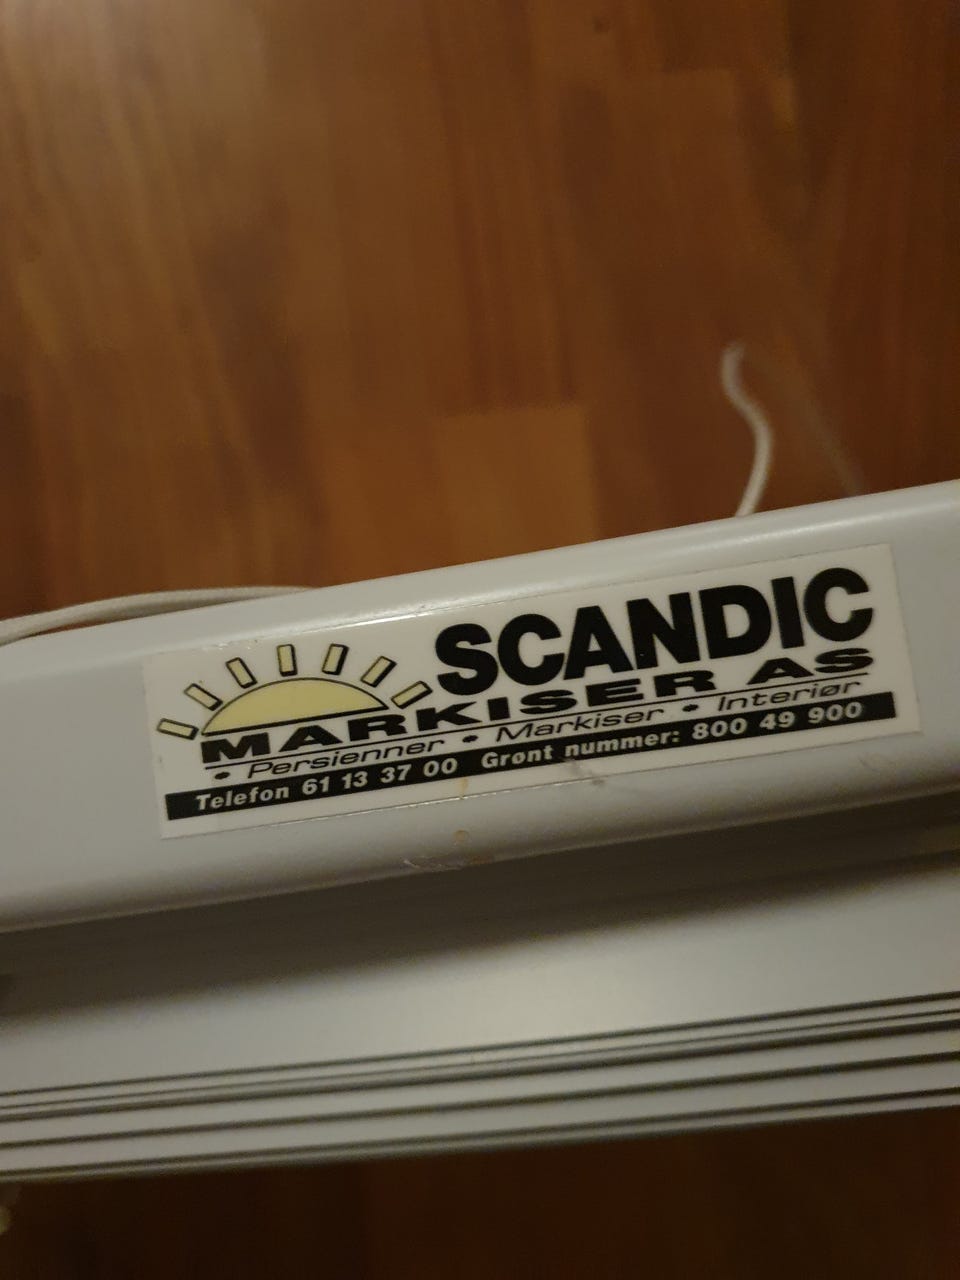 SCANDIC
MARKISER AS
• Persienner • Markiser • Interiør
Telefon 61 13 37 00 Grønt nummer: 800 49 900